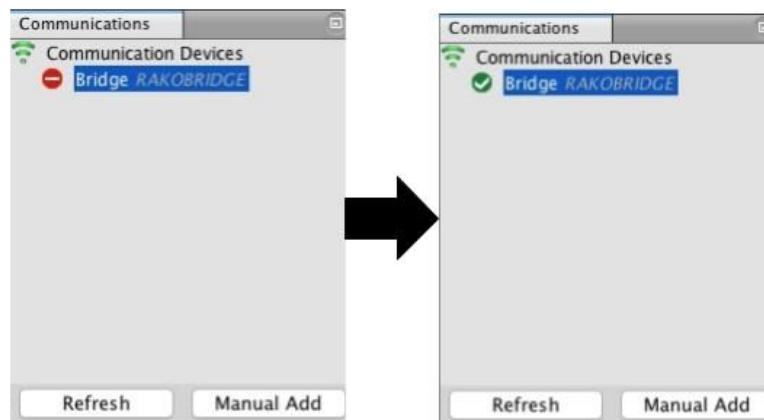 Communications
Communication Devices
Bridge RAKOBRIDGE
Refresh Manual Add
Communications
Communication Devices
Bridge RAKOBRIDGE
Refresh Manual Add